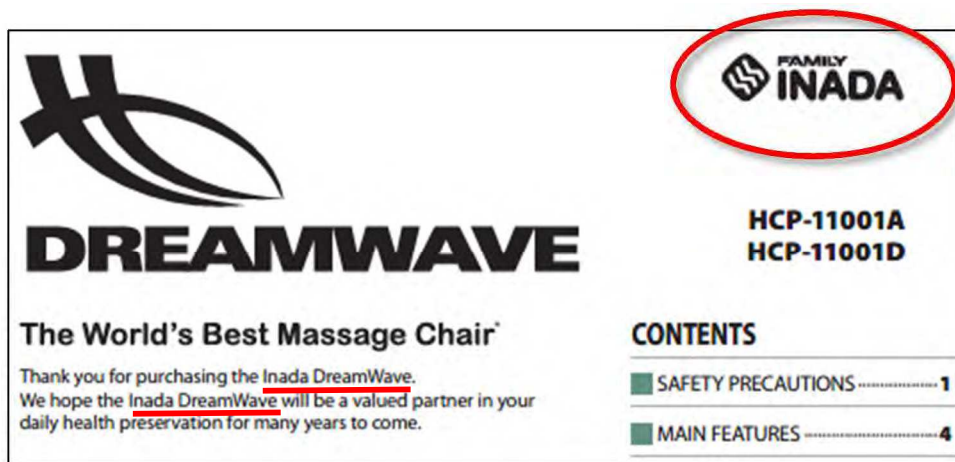 FAMILY
INADA
DREAMWAVE
HCP-11001A
HCP-11001D
The World's Best Massage Chair
Thank you for purchasing the Inada DreamWave.
We hope the Inada DreamWave will be a valued partner in your
daily health preservation for many years to come.
CONTENTS
SAFETY PRECAUTIONS 1
MAIN FEATURES 4